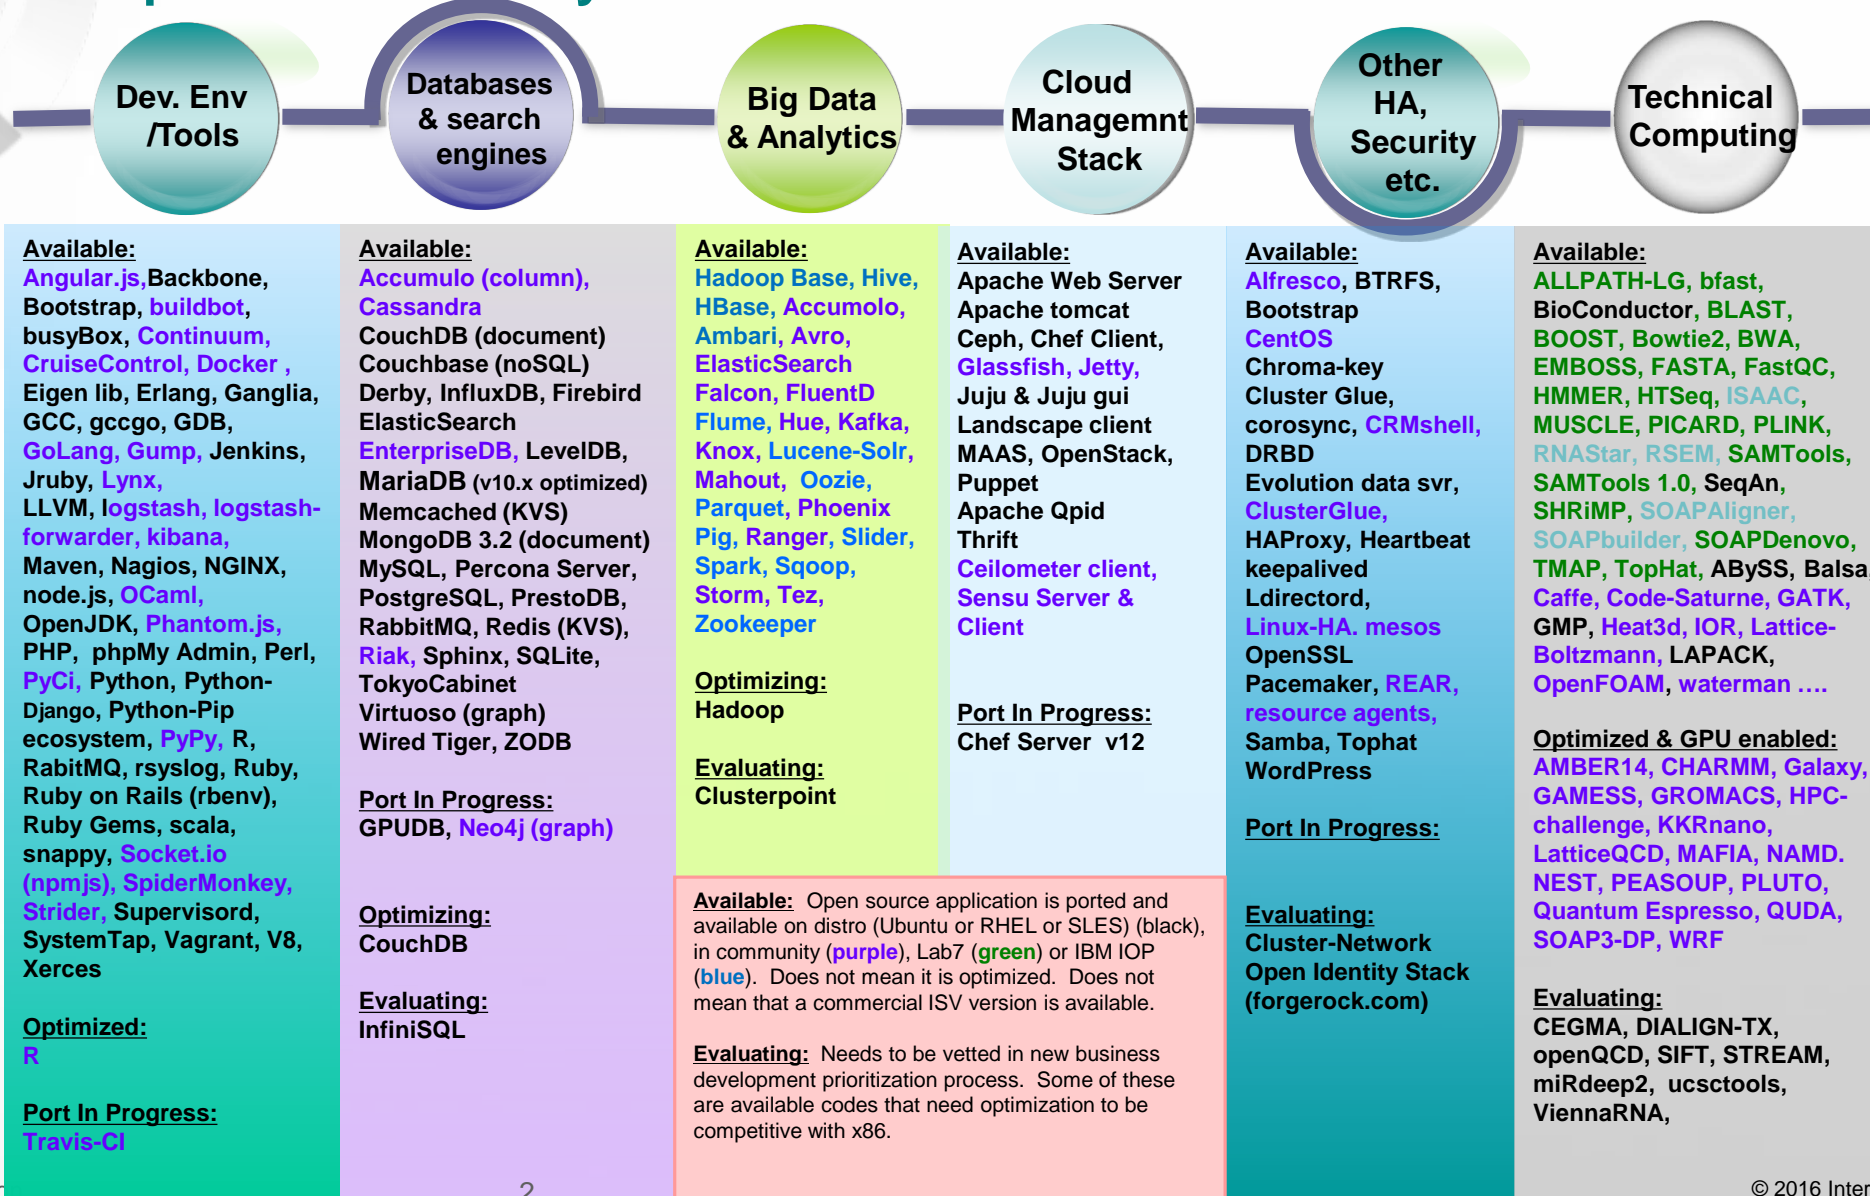 Dev. Env
/Tools
Databases
& search
engines
Big Data
& Analytics
Cloud
Managemnt
Stack
Other
HA,
Security
etc.
Technical
Computing
Available:
Angular.js,Backbone,
Bootstrap, buildbot,
busyBox, Continuum,
CruiseControl, Docker ,
Eigen lib, Erlang, Ganglia,
GCC, gccgo, GDB,
GoLang, Gump, Jenkins,
Jruby, Lynx,
LLVM, logstash, logstash-
forwarder, kibana,
Maven, Nagios, NGINX,
node.js, OCaml,
OpenJDK, Phantom.js,
PHP, phpMy Admin, Perl,
PyCi, Python, Python-
Django, Python-Pip
ecosystem, PyPy, R,
RabitMQ, rsyslog, Ruby,
Ruby on Rails (rbenv),
Ruby Gems, scala,
snappy, Socket.io
(npmjs), SpiderMonkey,
Strider, Supervisord,
SystemTap, Vagrant, V8,
Xerces
Optimized:
R
Port In Progress:
Travis-CI
Available:
Accumulo (column),
Cassandra
CouchDB (document)
Couchbase (noSQL)
Derby, InfluxDB, Firebird
ElasticSearch
EnterpriseDB, LevelDB,
MariaDB (v10.x optimized)
Memcached (KVS)
MongoDB 3.2 (document)
MySQL, Percona Server,
PostgreSQL, PrestoDB,
RabbitMQ, Redis (KVS),
Riak, Sphinx, SQLite,
TokyoCabinet
Virtuoso (graph)
Wired Tiger, ZODB
Port In Progress:
GPUDB, Neo4j (graph)
Optimizing:
CouchDB
Evaluating:
InfiniSQL
Available:
Hadoop Base, Hive,
HBase, Accumolo,
Ambari, Avro,
ElasticSearch
Falcon, FluentD
Flume, Hue, Kafka,
Knox, Lucene-Solr,
Mahout, Oozie,
Parquet, Phoenix
Pig, Ranger, Slider,
Spark, Sqoop,
Storm, Tez,
Zookeeper
Optimizing:
Hadoop
Evaluating:
Clusterpoint
Available:
Apache Web Server
Apache tomcat
Ceph, Chef Client,
Glassfish, Jetty,
Juju & Juju gui
Landscape client
MAAS, OpenStack,
Puppet
Apache Qpid
Thrift
Ceilometer client,
Sensu Server &
Client
Port In Progress:
Chef Server v12
Available: Open source application is ported and
available on distro (Ubuntu or RHEL or SLES) (black),
in community (purple), Lab7 (green) or IBM IOP
(blue). Does not mean it is optimized. Does not
mean that a commercial ISV version is available.
Evaluating: Needs to be vetted in new business
development prioritization process. Some of these
are available codes that need optimization to be
competitive with x86.
Available:
Alfresco, BTRFS,
Bootstrap
CentOS
Chroma-key
Cluster Glue,
corosync, CRMshell,
DRBD
Evolution data svr,
ClusterGlue,
HAProxy, Heartbeat
keepalived
Ldirectord,
Linux-HA. mesos
OpenSSL
Pacemaker, REAR,
resource agents,
Samba, Tophat
WordPress
Port In Progress:
Evaluating:
Cluster-Network
Open Identity Stack
(forgerock.com)
Available:
ALLPATH-LG, bfast,
BioConductor, BLAST,
BOOST, Bowtie2, BWA,
EMBOSS, FASTA, FastQC,
HMMER, HTSeq, ISAAC,
MUSCLE, PICARD, PLINK,
RNAStar, RSEM, SAMTools,
SAMTools 1.0, SeqAn,
SHRiMP, SOAPAligner,
SOAPbuilder, SOAPDenovo,
TMAP, TopHat, ABySS, Balsa,
Caffe, Code-Saturne, GATK,
GMP, Heat3d, IOR, Lattice-
Boltzmann, LAPACK,
OpenFOAM, waterman ....
Optimized & GPU enabled:
AMBER14, CHARMM, Galaxy,
GAMESS, GROMACS, HPC-
challenge, KKRnano,
LatticeQCD, MAFIA, NAMD.
NEST, PEASOUP, PLUTO,
Quantum Espresso, QUDA,
SOAP3-DP, WRF
Evaluating:
CEGMA, DIALIGN-TX,
openQCD, SIFT, STREAM,
miRdeep2, ucsctools,
ViennaRNA,
2
© 2016 Inter